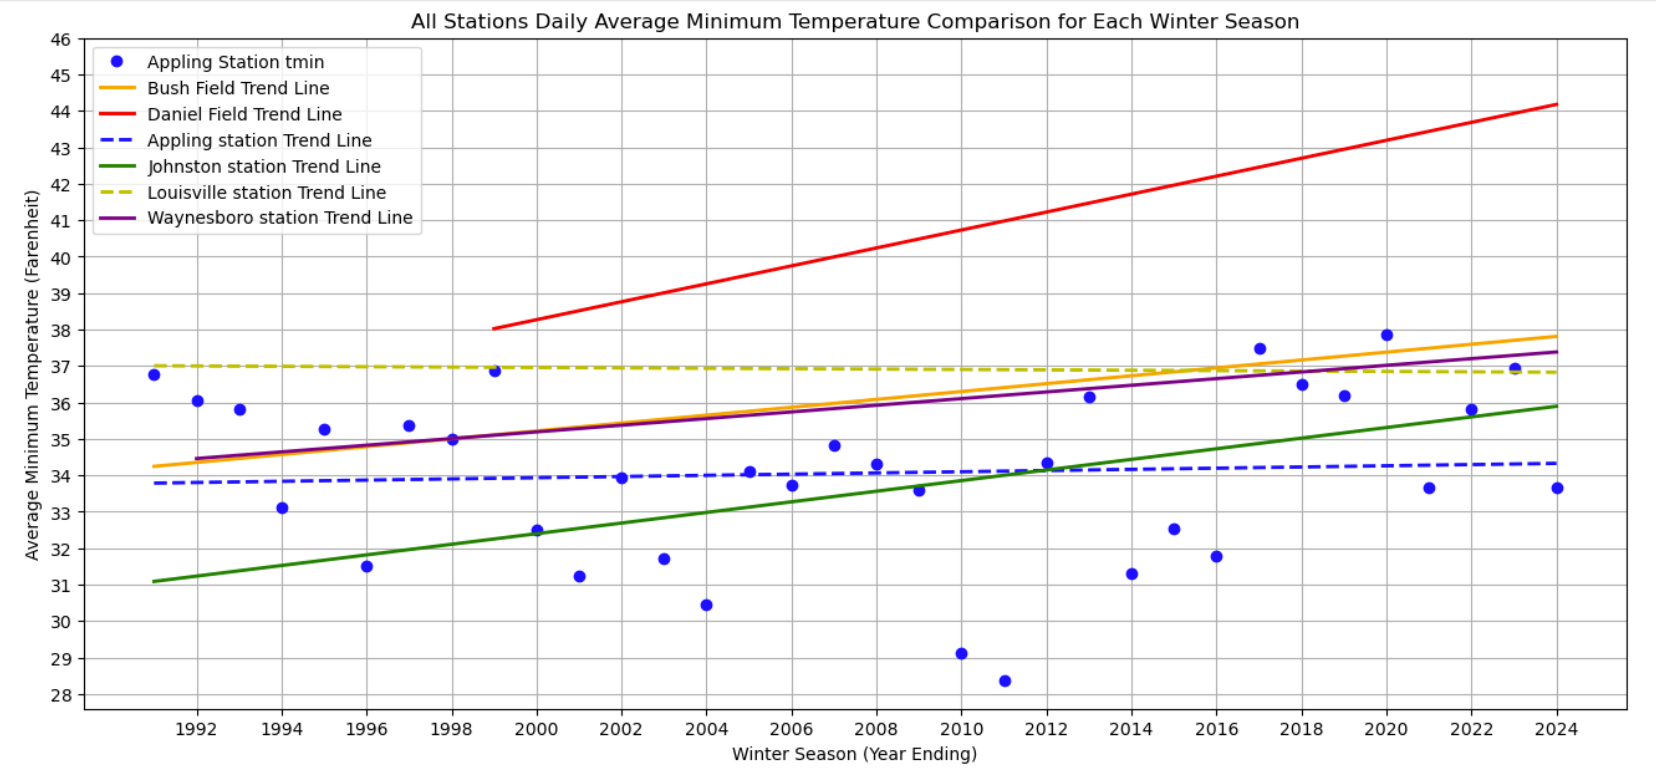 All Stations Daily Average Minimum Temperature Comparison for Each Winter Season
46
45
44
43
42
41
40
39
38
37
36
35
34
33
32
31
30
29
28
Average Minimum Temperature (Farenheit)
Appling Station tmin
Bush Field Trend Line
Daniel Field Trend Line
Appling station Trend Line
Johnston station Trend Line
Louisville station Trend Line
Waynesboro station Trend Line
1992 1994 1996 1998 2000 2002 2004 2006 2008 2010 2012 2014 2016 2018 2020 2022 2024
Winter Season (Year Ending)